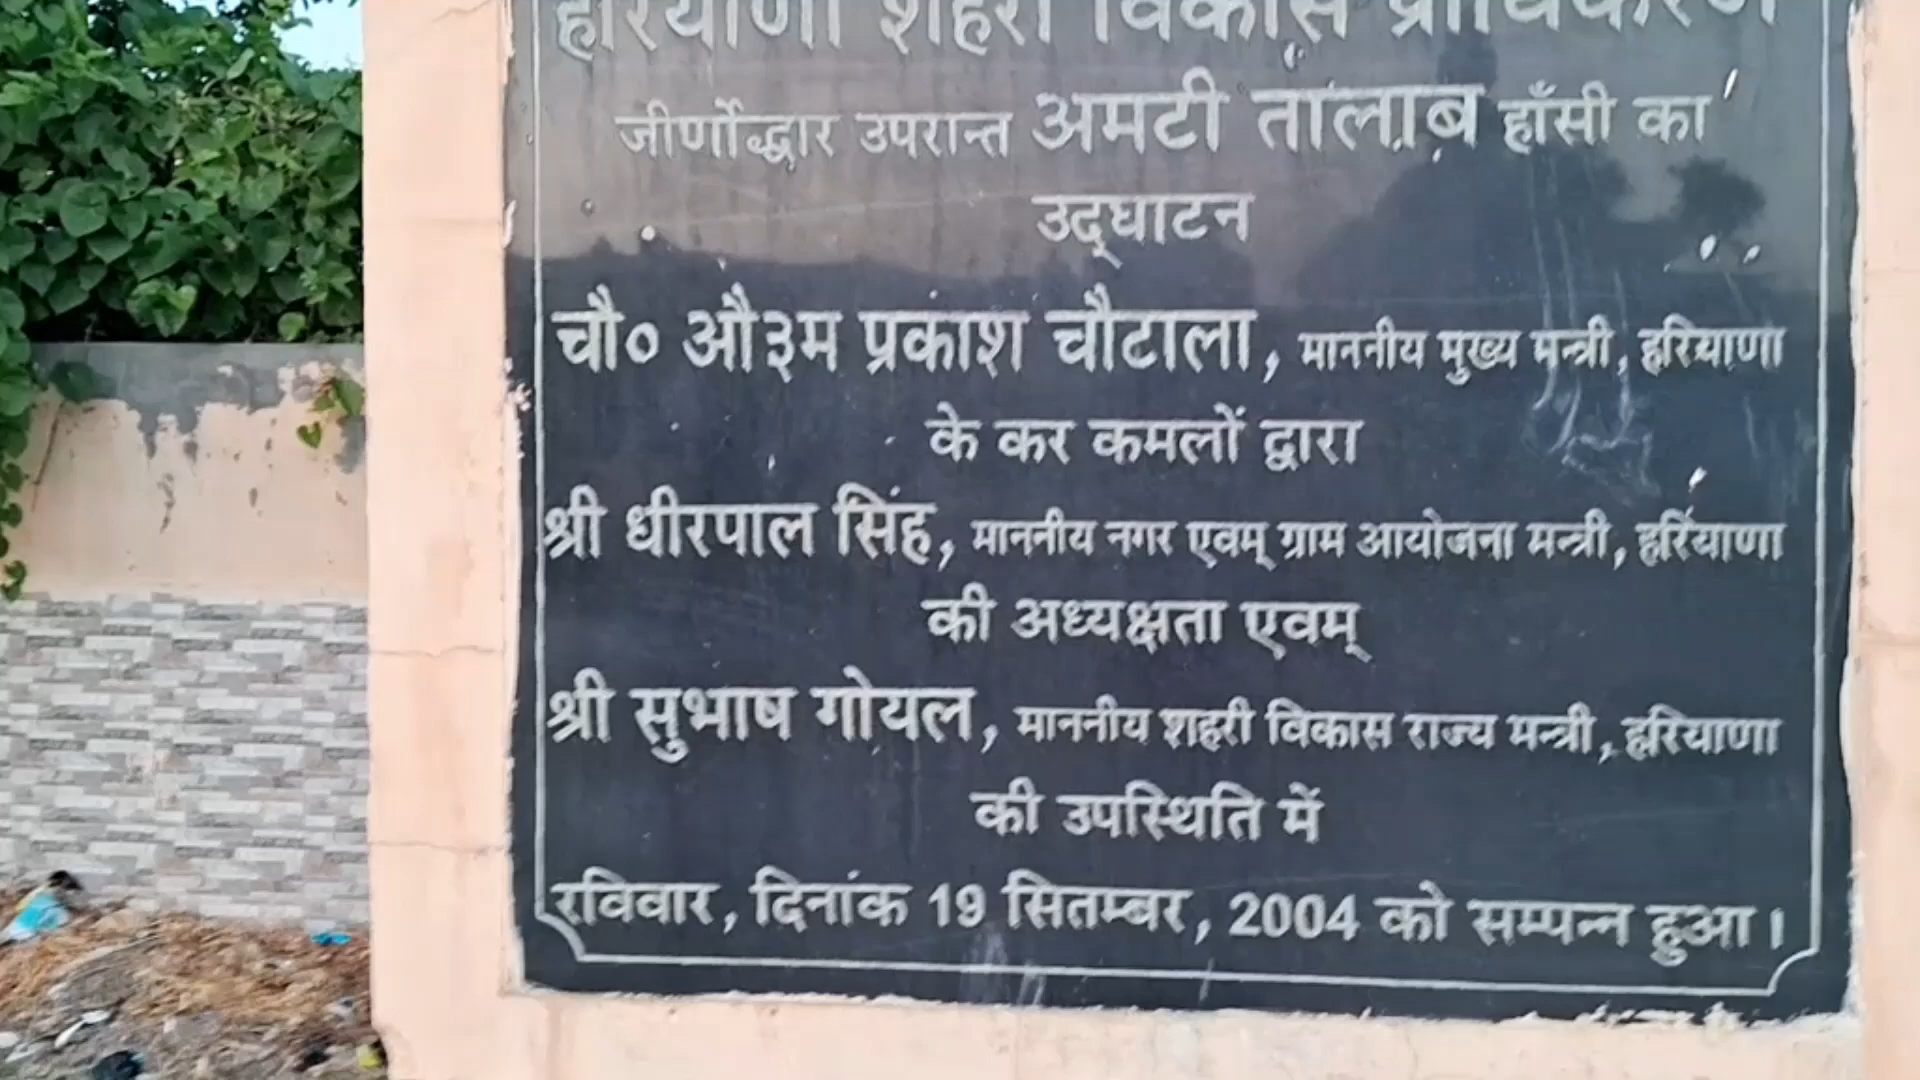 हरियाणा शहरी विकास प्राधिकरण
जीर्णोद्धार उपरान्त अमटी तालाब हाँसी का
उद्‌घाटन
चौ० औ३म प्रकाश चौटाला, माननीय मुख्य मन्त्री, हरियाणा
के कर कमलों द्वारा
श्री धीरपाल सिंह, माननीय नगर एवम् ग्राम आयोजना मन्त्री, हरियाणा
की अध्यक्षता एवम्
श्री सुभाष गोयल, माननीय शहरी विकास राज्य मन्त्री, हरियाणा
की उपस्थिति में
रविवार, दिनांक 19 सितम्बर, 2004 को सम्पन्न हुआ।